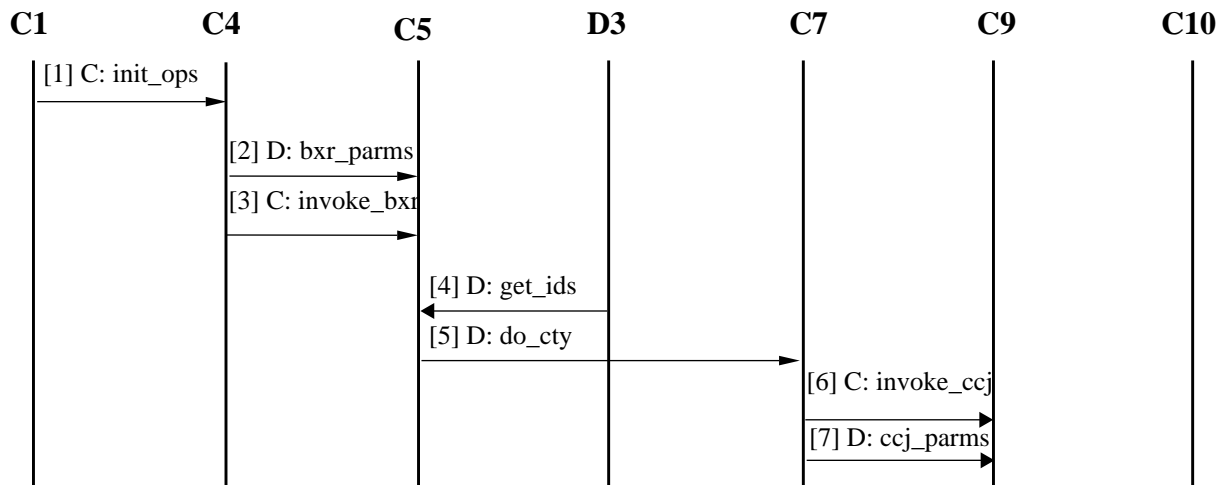 C1 C4 C5 D3 C7 C9 C10
[1] C: init_ops
[2] D: bxr_parms
[3] C: invoke_bxr
[4] D: get_ids
[5] D: do_cty
[6] C: invoke_ccj
[7] D: ccj_parms